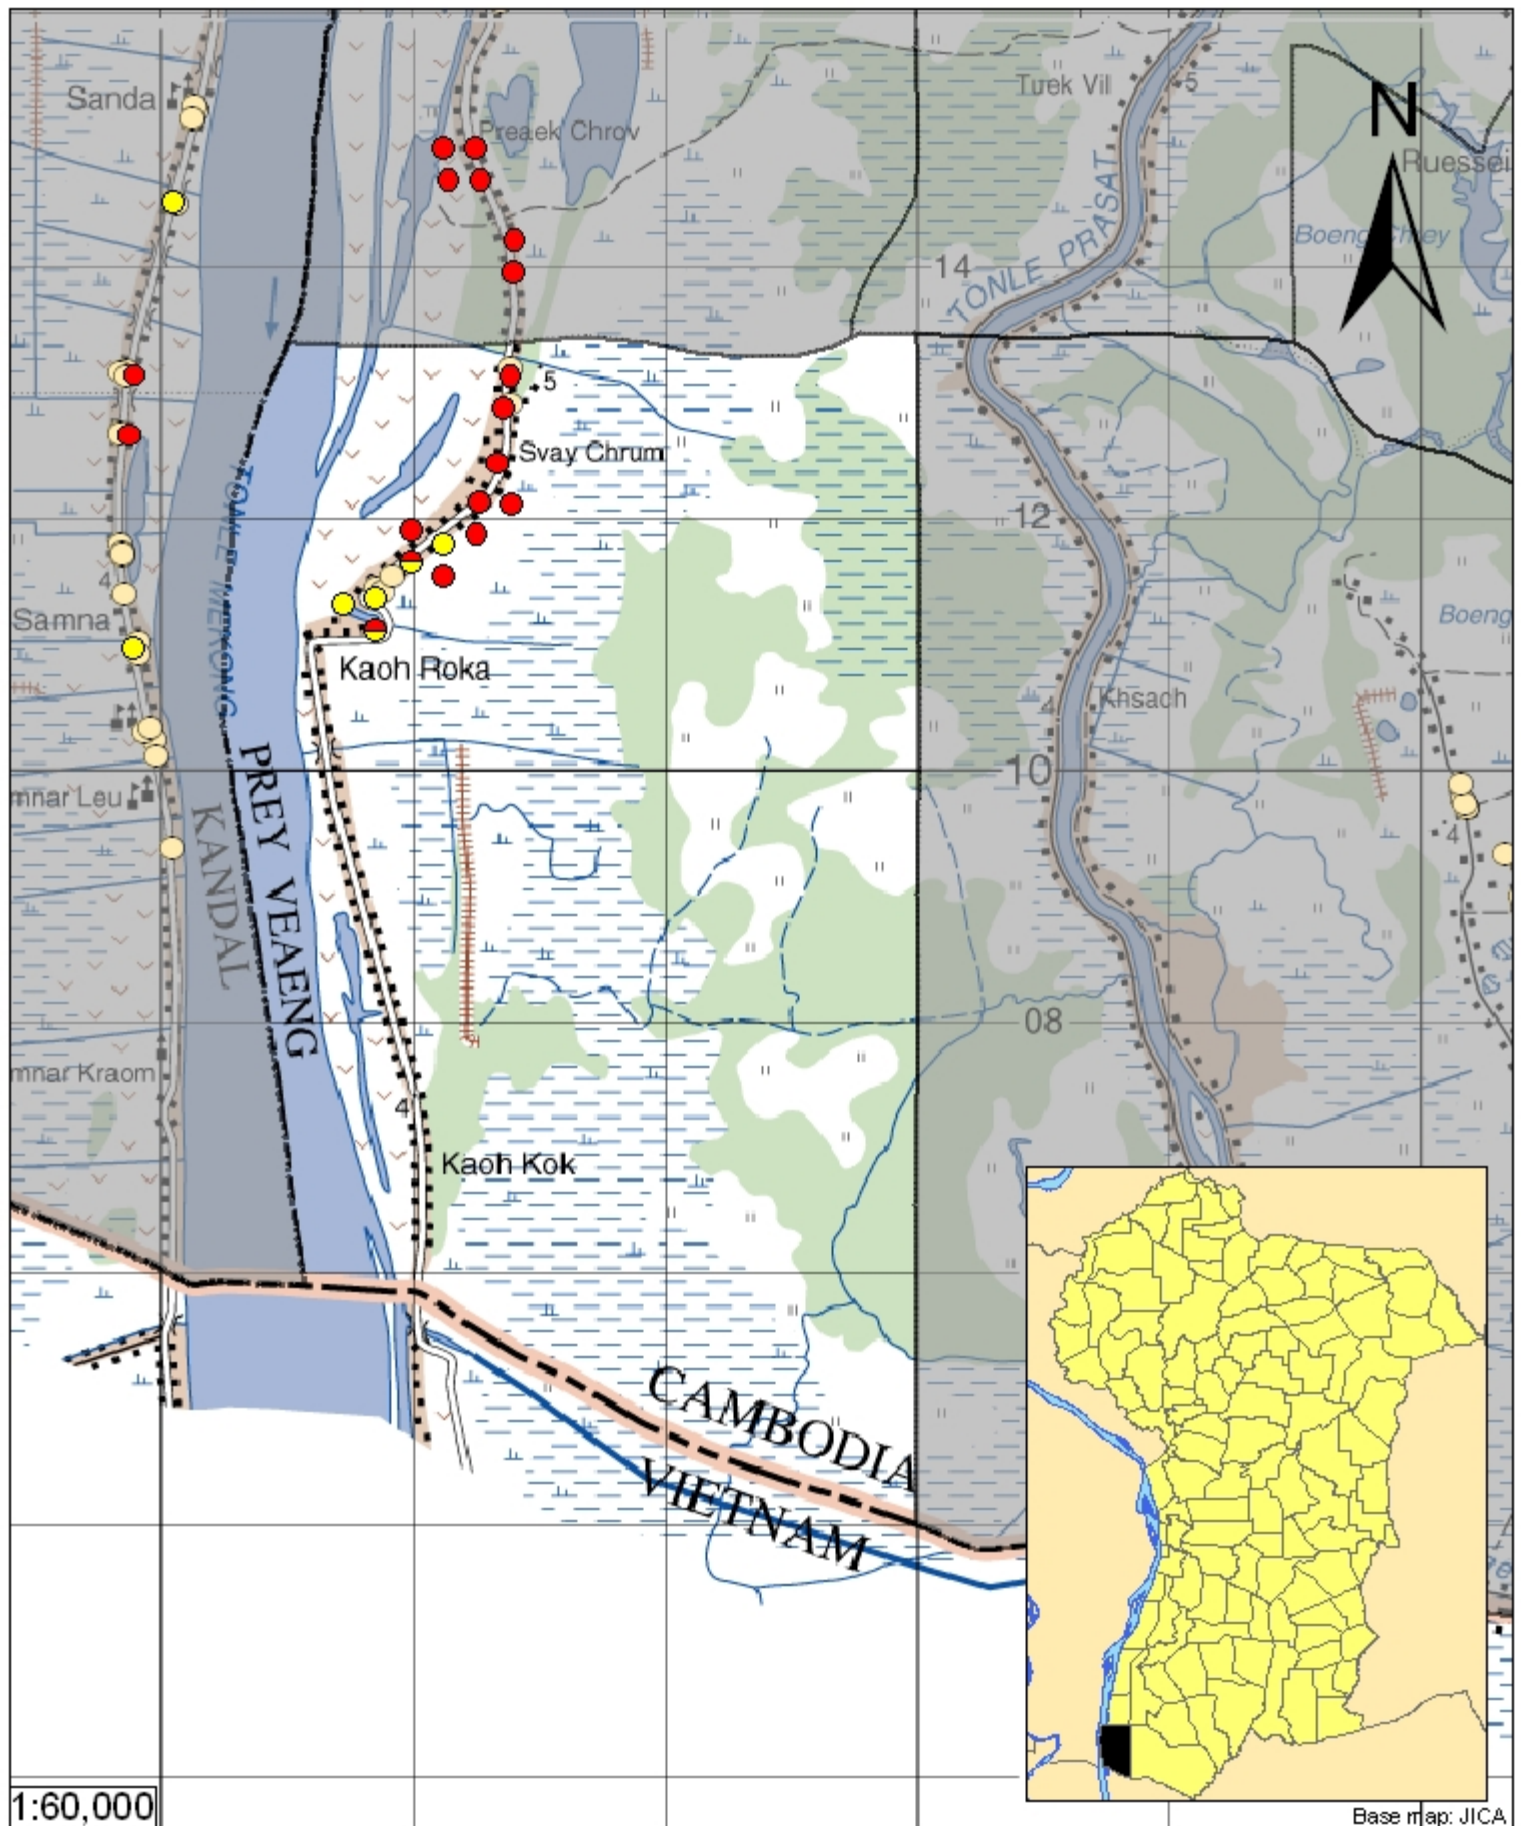 Sanda
Preaek Chrov
Tuek Vil
5
N
Ruessei
TONLE PRASAT
14
5
Svay Chrum
12
4
TONLE MEKONG
Samna
Boeng
Kaoh Roka
Khsach
4
10
mnar Leu
PREY VEAENG
KANDAL
4
08
mnar Kraom
4
Kaoh Kok
CAMBODIA
VIETNAM
1:60,000
Base map: JICA